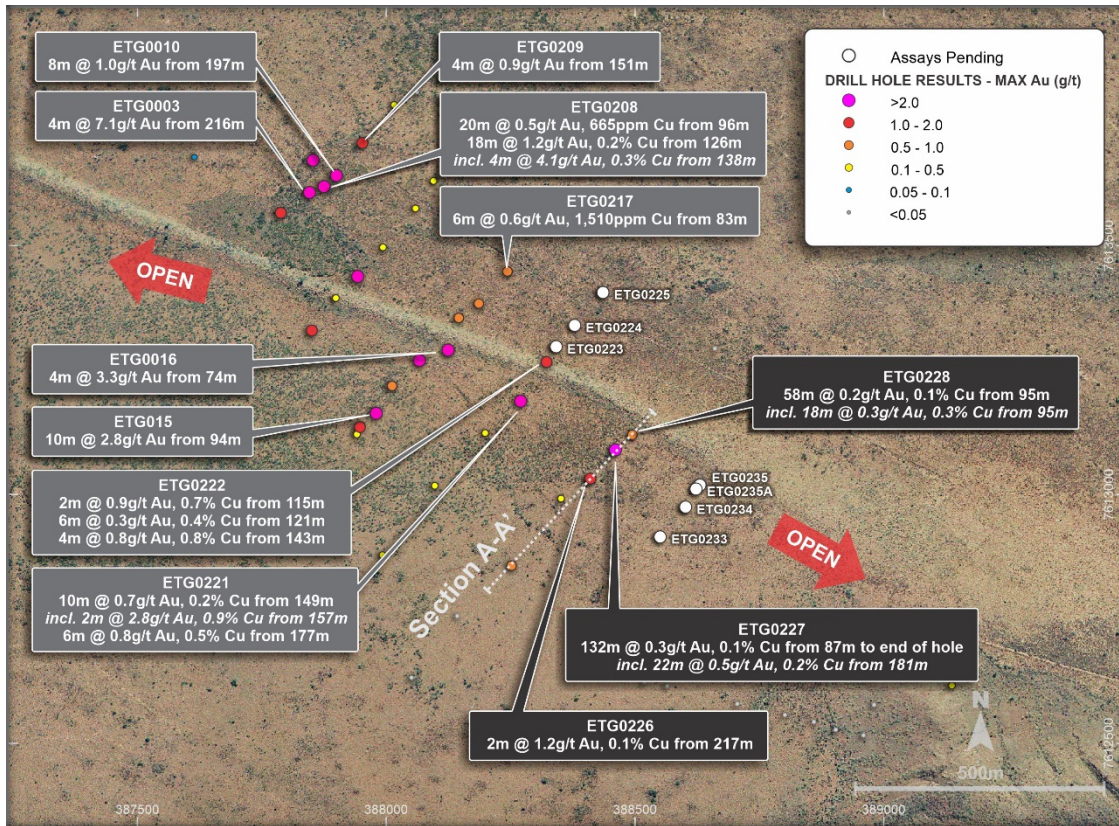 ETG0010
8m @ 1.0g/t Au from 197m
ETG0003
4m @ 7.1g/t Au from 216m
ETG0209
4m @ 0.9g/t Au from 151m
ETG0208
20m @ 0.5g/t Au, 665ppm Cu from 96m
18m @ 1.2g/t Au, 0.2% Cu from 126m
incl. 4m @ 4.1g/t Au, 0.3% Cu from 138m
ETG0217
6m @ 0.6g/t Au, 1,510ppm Cu from 83m
Assays Pending
DRILL HOLE RESULTS - MAX Au (g/t)
>2.0
1.0 - 2.0
0.5 - 1.0
0.1 - 0.5
0.05 - 0.1
<0.05
7613500
OPEN
ETG0225
ETG0224
ETG0223
ETG0016
4m @ 3.3g/t Au from 74m
ETG015
10m @ 2.8g/t Au from 94m
ETG0222
2m @ 0.9g/t Au, 0.7% Cu from 115m
6m @ 0.3g/t Au, 0.4% Cu from 121m
4m @ 0.8g/t Au, 0.8% Cu from 143m
ETG0221
10m @ 0.7g/t Au, 0.2% Cu from 149m
incl. 2m @ 2.8g/t Au, 0.9% Cu from 157m
6m @ 0.8g/t Au, 0.5% Cu from 177m
ETG0228
58m @ 0.2g/t Au, 0.1% Cu from 95m
incl. 18m @ 0.3g/t Au, 0.3% Cu from 95m
ETG0235
ETG0235A
ETG0234
ETG0233
7613000
Section A-A'
OPEN
ETG0227
132m @ 0.3g/t Au, 0.1% Cu from 87m to end of hole
incl. 22m @ 0.5g/t Au, 0.2% Cu from 181m
ETG0226
2m @ 1.2g/t Au, 0.1% Cu from 217m
N
500m
7612500
387500
388000
388500
389000